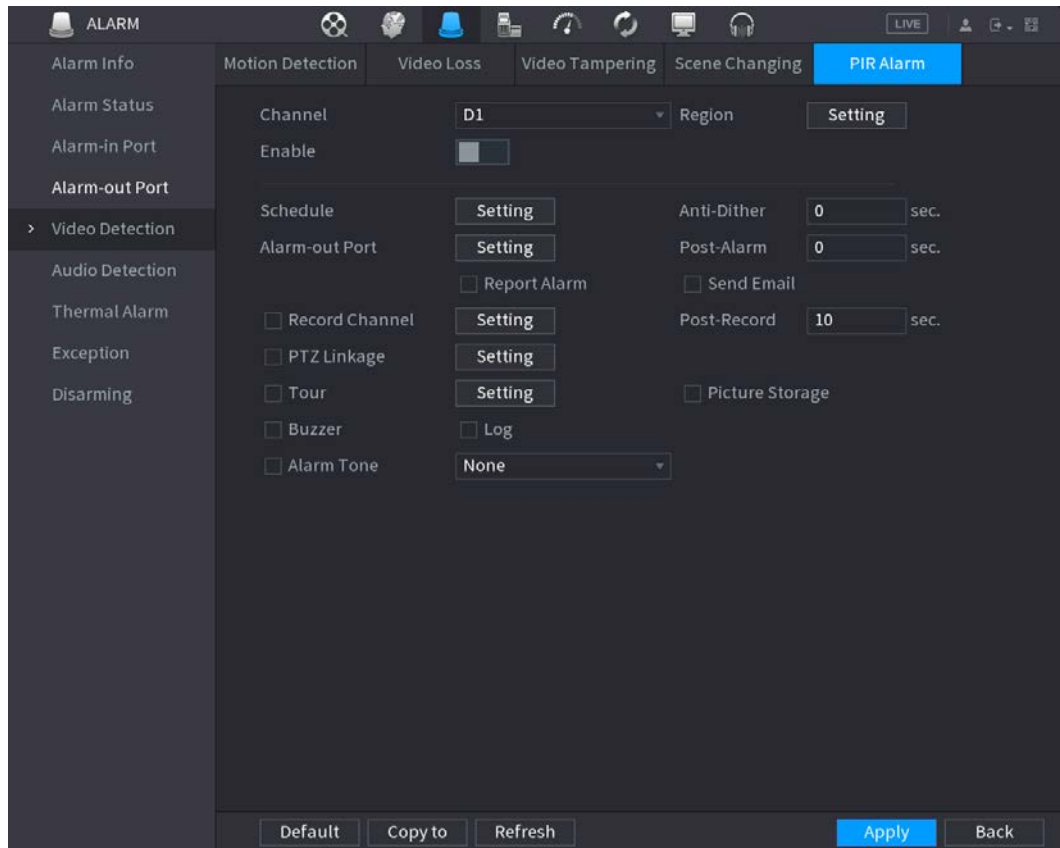 ALARM LIVE
Alarm Info
Alarm Status
Alarm-in Port
Alarm-out Port
> Video Detection
Audio Detection
Thermal Alarm
Exception
Disarming
Motion Detection Video Loss Video Tampering Scene Changing PIR Alarm
Channel D1 Region Setting
Enable
Schedule Setting Anti-Dither 0 sec.
Alarm-out Port Setting Post-Alarm 0 sec.
Report Alarm Send Email
Record Channel Setting Post-Record 10 sec.
PTZ Linkage Setting
Tour Setting Picture Storage
Buzzer Log
Alarm Tone None
Default Copy to Refresh Apply Back